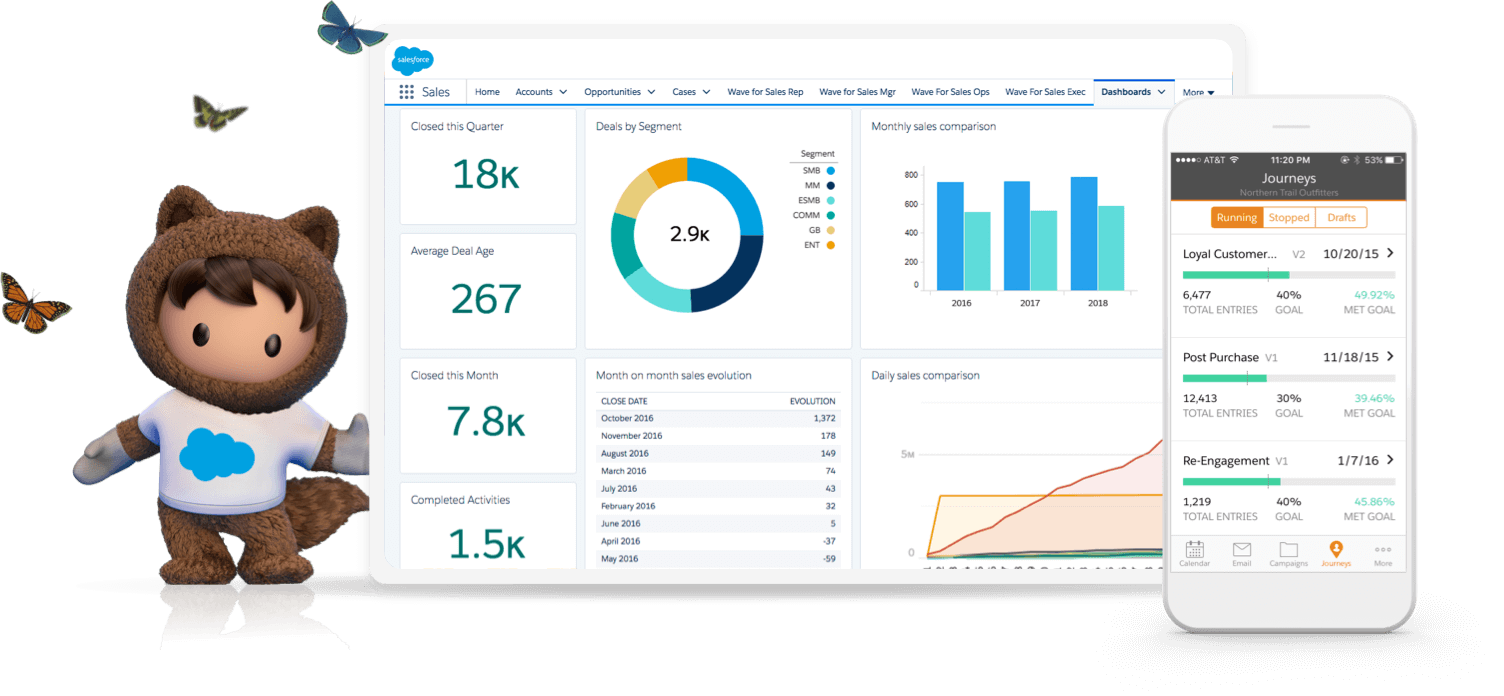 salesforce
Sales Home Accounts Opportunities Cases Wave for Sales Rep Wave for Sales Mgr Wave For Sales Ops Wave For Sales Exec Dashboards More
Closed this Quarter
18K
Average Deal Age
267
Closed this Month
7.8K
Completed Activities
1.5K
Deals by Segment
2.9K
Segment
SMB
MM
ESMB
COMM
GB
ENT
Monthly sales comparison
800
600
400
200
0
2016 2017 2018
Month on month sales evolution
CLOSE DATE EVOLUTION
October 2016 1,372
November 2016 178
August 2016 149
March 2016 74
July 2016 43
February 2016 32
June 2016 5
April 2016 -37
May 2016 -59
Daily sales comparison
5M
0
AT&T 11:20 PM 53%
Journeys
Northern Trail Outfitters
Running Stopped Drafts
Loyal Customer... V2 10/20/15
6,477 40% 49.92%
TOTAL ENTRIES GOAL MET GOAL
Post Purchase V1 11/18/15
12,413 30% 39.46%
TOTAL ENTRIES GOAL MET GOAL
Re-Engagement V1 1/7/16
1,219 40% 45.86%
TOTAL ENTRIES GOAL MET GOAL
Calendar Email Campaigns Journeys More